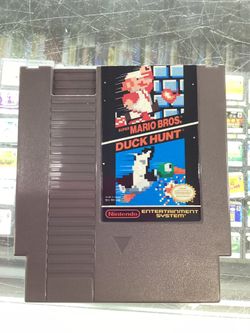 SUPER MARIO BROS.
DUCK HUNT
Nintendo
ENTERTAINMENT
SYSTEM